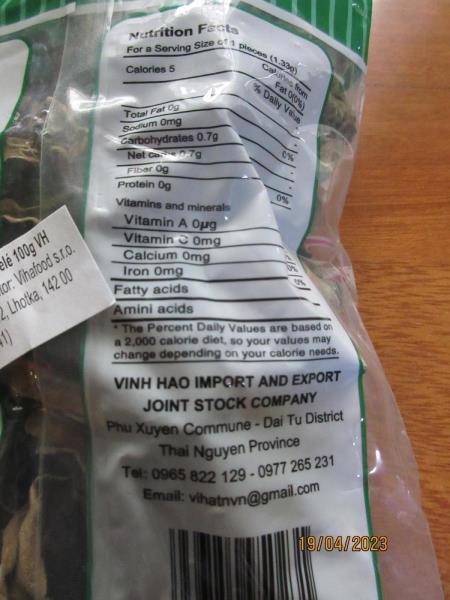 Nutrition Facts
For a Serving Size of 1 pieces (1.33g)
Calories 5
Calories from
Fat 0(0%)
% Daily Value
Total Fat 0g
-
Sodium 0mg
0%
Carbohydrates 0.7g
-
Net carbs 0.7g
-
Fiber 0g
0%
Protein 0g
Vitamins and minerals
Vitamin A 0µg
Vitamin C 0mg
Calcium 0mg
Iron 0mg
0%
Fatty acids
Amini acids
* The Percent Daily Values are based on
a 2,000 calorie diet, so your values may
change depending on your calorie needs.
VINH HAO IMPORT AND EXPORT
JOINT STOCK COMPANY
Phu Xuyen Commune - Dai Tu District
Thai Nguyen Province
Tel: 0965 822 129 - 0977 265 231
Email: vihatnvn@gmail.com
elé 100g VH
tor: Vihafood s.r.o.
2, Lhotka, 142 00
41)
19/04/2023